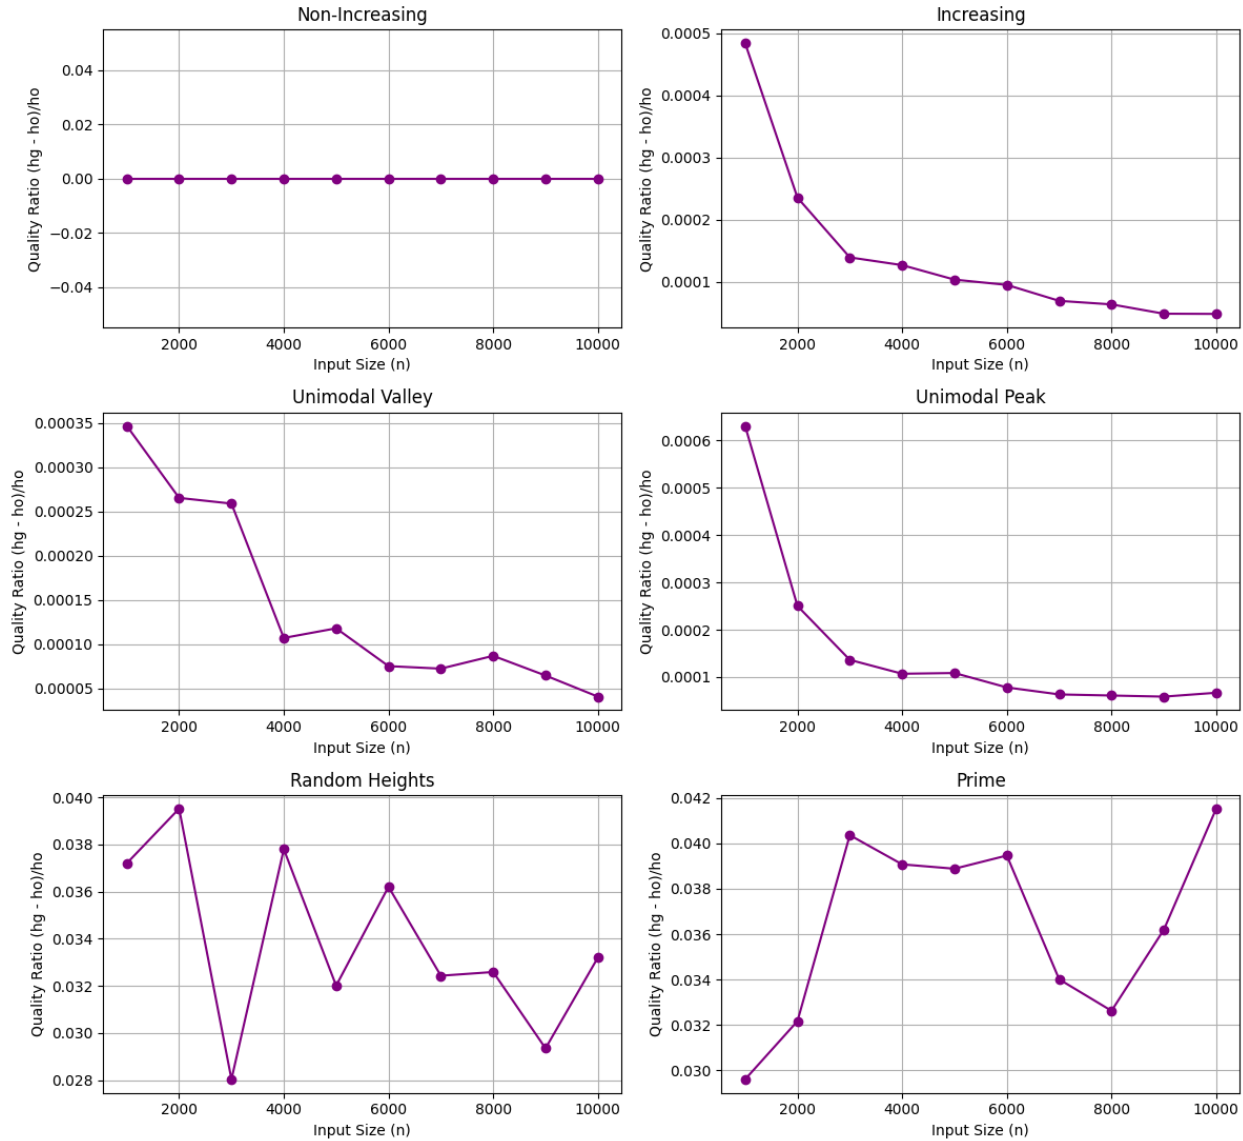 Non-Increasing
Quality Ratio (hg - ho)/ho
0.04
0.02
0.00
−0.02
−0.04
2000 4000 6000 8000 10000
Input Size (n)
Increasing
Quality Ratio (hg - ho)/ho
0.0005
0.0004
0.0003
0.0002
0.0001
2000 4000 6000 8000 10000
Input Size (n)
Unimodal Valley
Quality Ratio (hg - ho)/ho
0.00035
0.00030
0.00025
0.00020
0.00015
0.00010
0.00005
2000 4000 6000 8000 10000
Input Size (n)
Unimodal Peak
Quality Ratio (hg - ho)/ho
0.0006
0.0005
0.0004
0.0003
0.0002
0.0001
2000 4000 6000 8000 10000
Input Size (n)
Random Heights
Quality Ratio (hg - ho)/ho
0.040
0.038
0.036
0.034
0.032
0.030
0.028
2000 4000 6000 8000 10000
Input Size (n)
Prime
Quality Ratio (hg - ho)/ho
0.042
0.040
0.038
0.036
0.034
0.032
0.030
2000 4000 6000 8000 10000
Input Size (n)